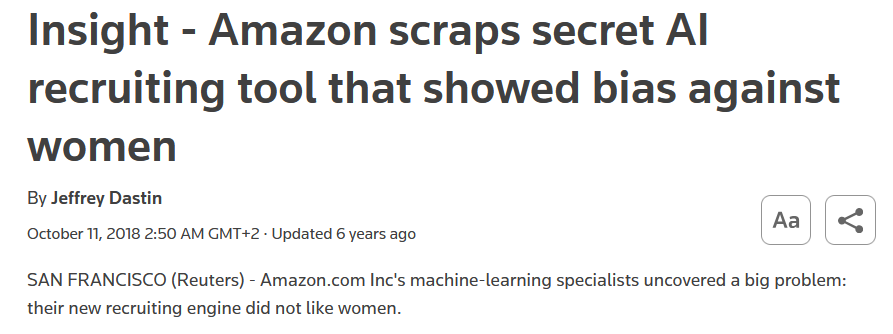 Insight - Amazon scraps secret AI
recruiting tool that showed bias against
women
By Jeffrey Dastin
October 11, 2018 2:50 AM GMT+2 · Updated 6 years ago
Aa
SAN FRANCISCO (Reuters) - Amazon.com Inc's machine-learning specialists uncovered a big problem:
their new recruiting engine did not like women.